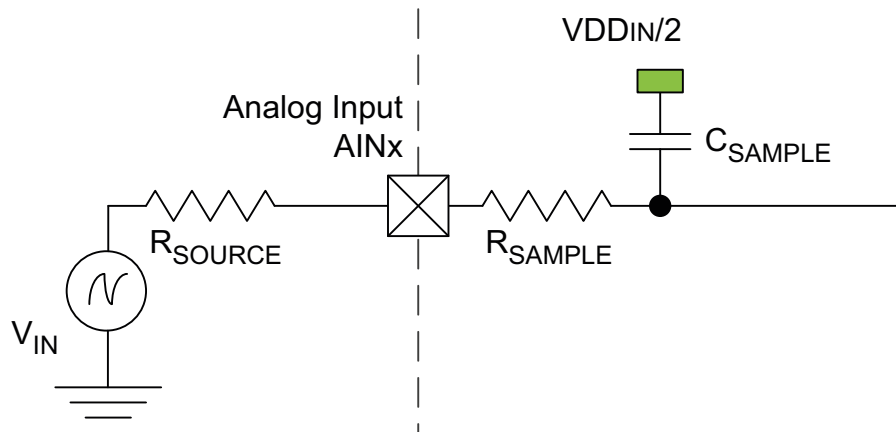 VDDIN/2
Analog Input
AINx
CSAMPLE
RSOURCE
RSAMPLE
VIN